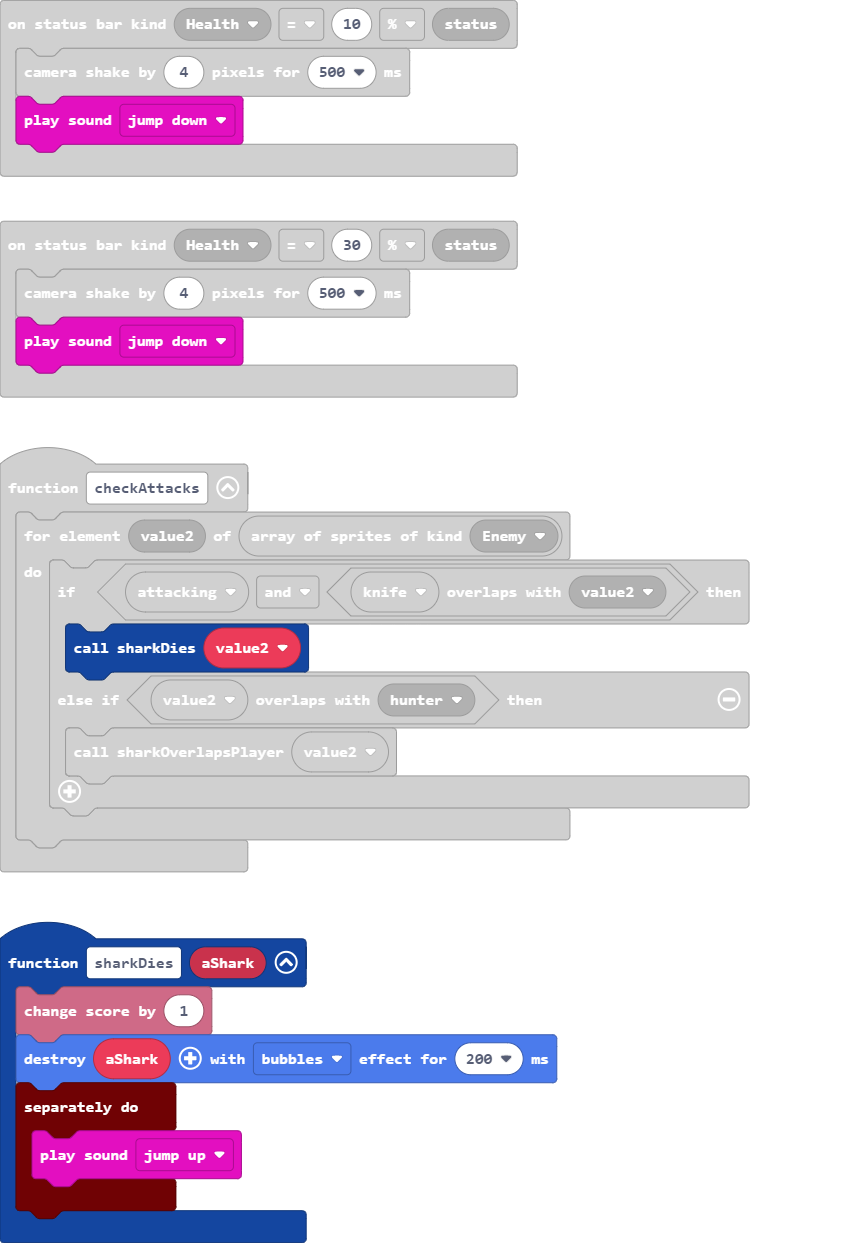 on status bar kind Health = 10 % status
camera shake by 4 pixels for 500 ms
play sound jump down
on status bar kind Health = 30 % status
camera shake by 4 pixels for 500 ms
play sound jump down
function checkAttacks
for element value2 of array of sprites of kind Enemy
do
if attacking and knife overlaps with value2 then
call sharkDies value2
else if value2 overlaps with hunter then
call sharkOverlapsPlayer value2
function sharkDies aShark
change score by 1
destroy aShark with bubbles effect for 200 ms
separately do
play sound jump up